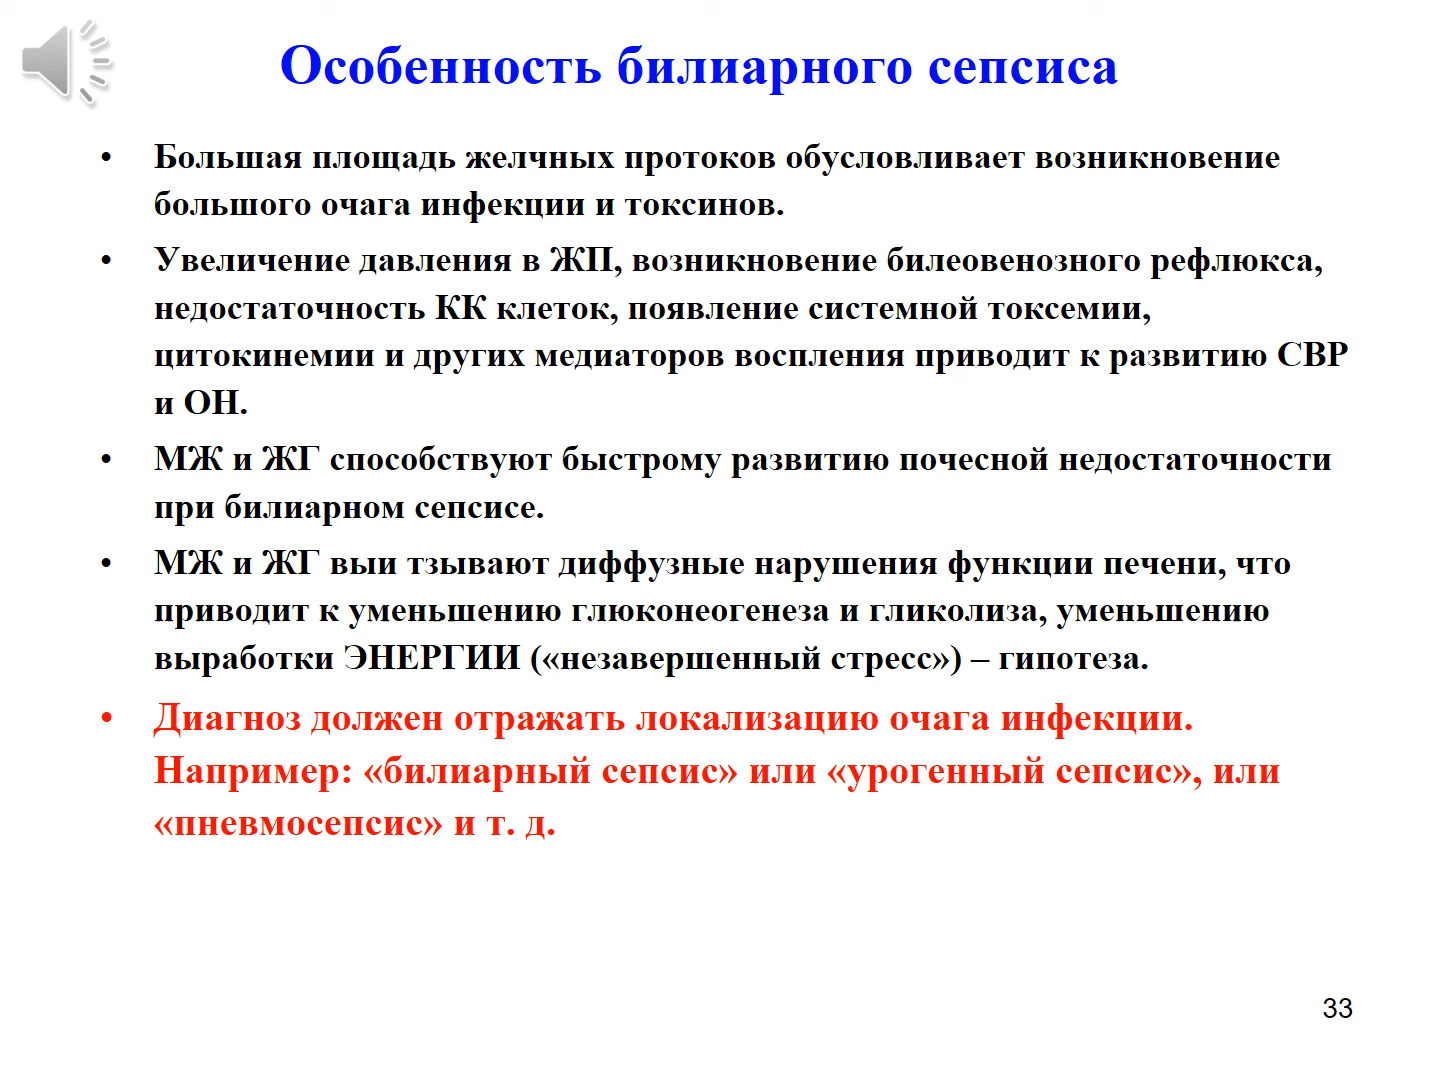 Особенность билиарного сепсиса
• Большая площадь желчных протоков обусловливает возникновение
большого очага инфекции и токсинов.
• Увеличение давления в ЖП, возникновение билеовенозного рефлюкса,
недостаточность КК клеток, появление системной токсемии,
цитокинемии и других медиаторов воспления приводит к развитию СВР
и ОН.
• МЖ и ЖГ способствуют быстрому развитию почесной недостаточности
при билиарном сепсисе.
• МЖ и ЖГ выи тзывают диффузные нарушения функции печени, что
приводит к уменьшению глюконеогенеза и гликолиза, уменьшению
выработки ЭНЕРГИИ («незавершенный стресс») – гипотеза.
• Диагноз должен отражать локализацию очага инфекции.
Например: «билиарный сепсис» или «урогенный сепсис», или
«пневмосепсис» и т. д.
33